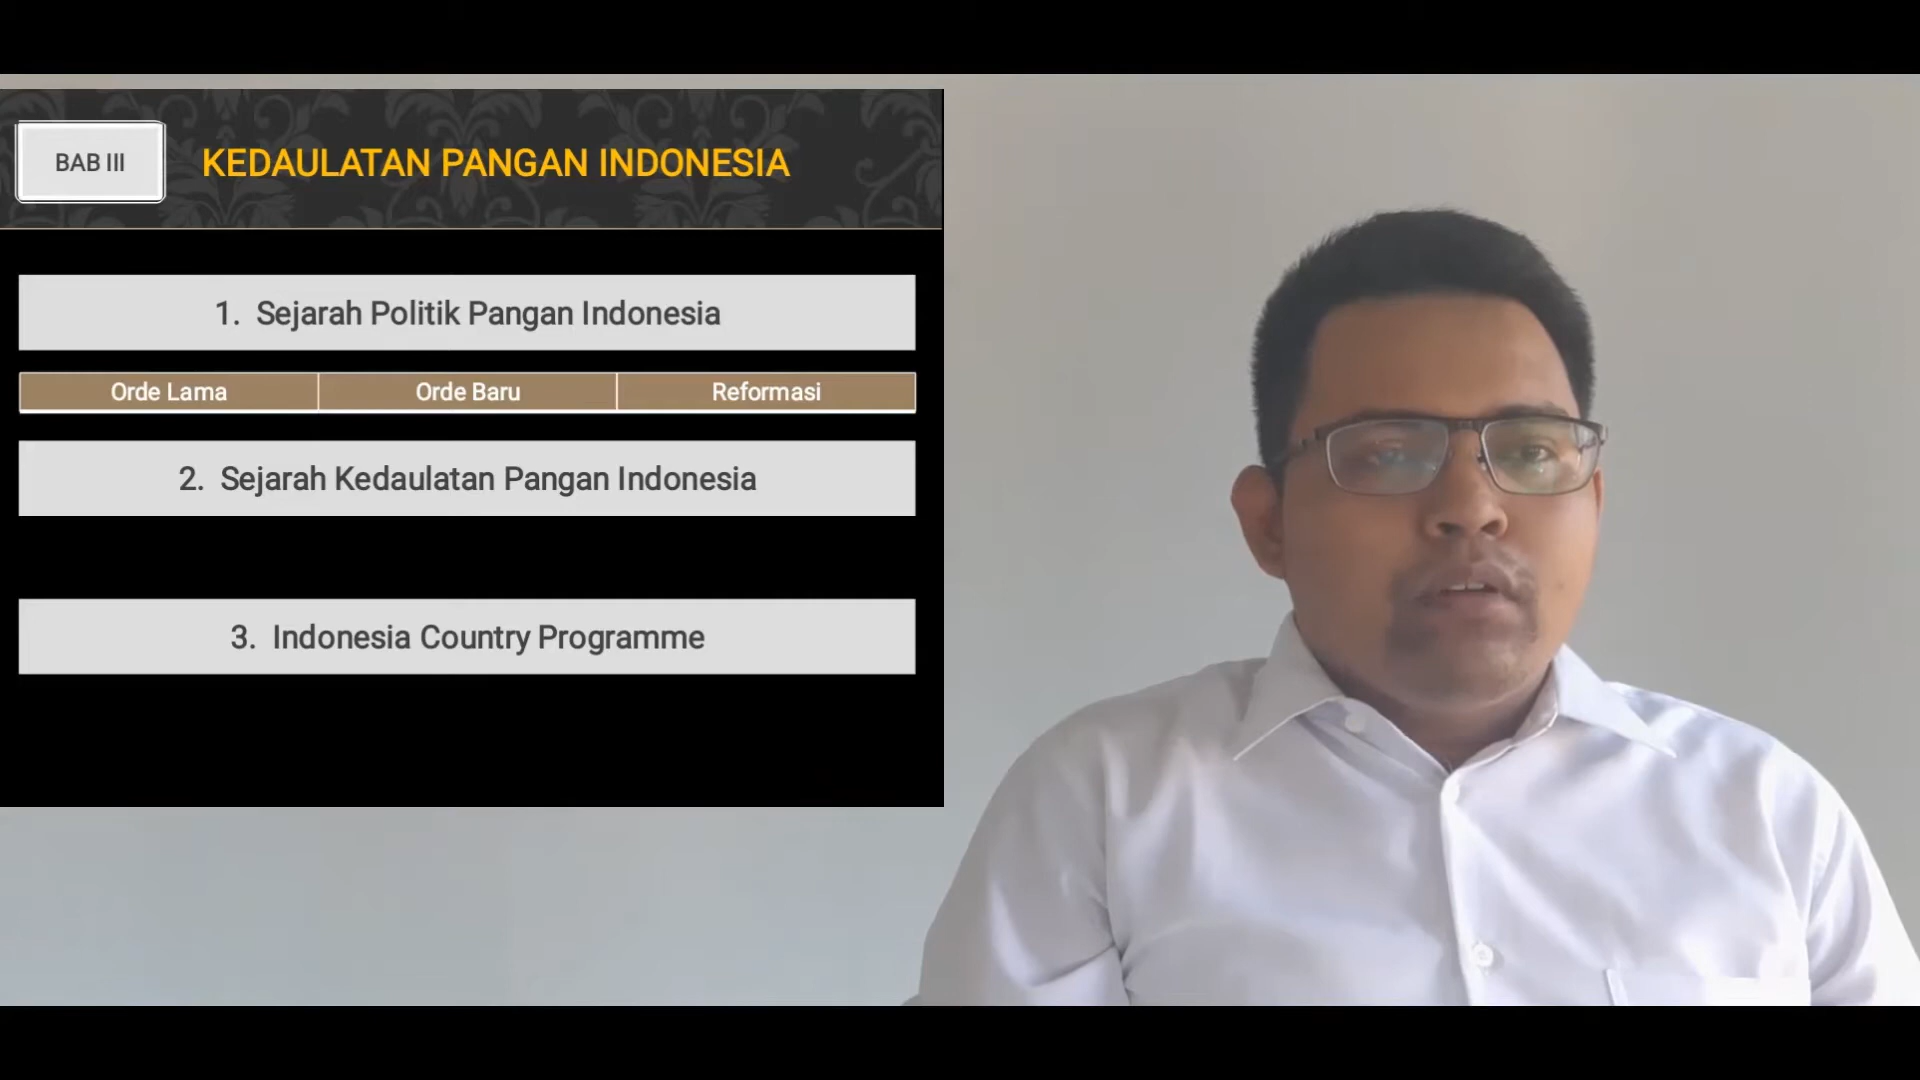 BAB III
KEDAULATAN PANGAN INDONESIA
1. Sejarah Politik Pangan Indonesia
Orde Lama
Orde Baru
Reformasi
2. Sejarah Kedaulatan Pangan Indonesia
3. Indonesia Country Programme